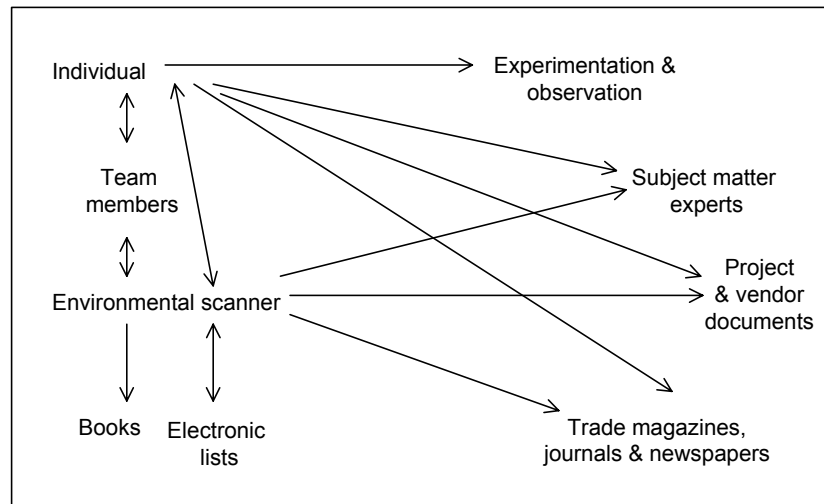 Individual
Experimentation &
observation
Team
members
Subject matter
experts
Environmental scanner
Project
& vendor
documents
Books
Electronic
lists
Trade magazines,
journals & newspapers